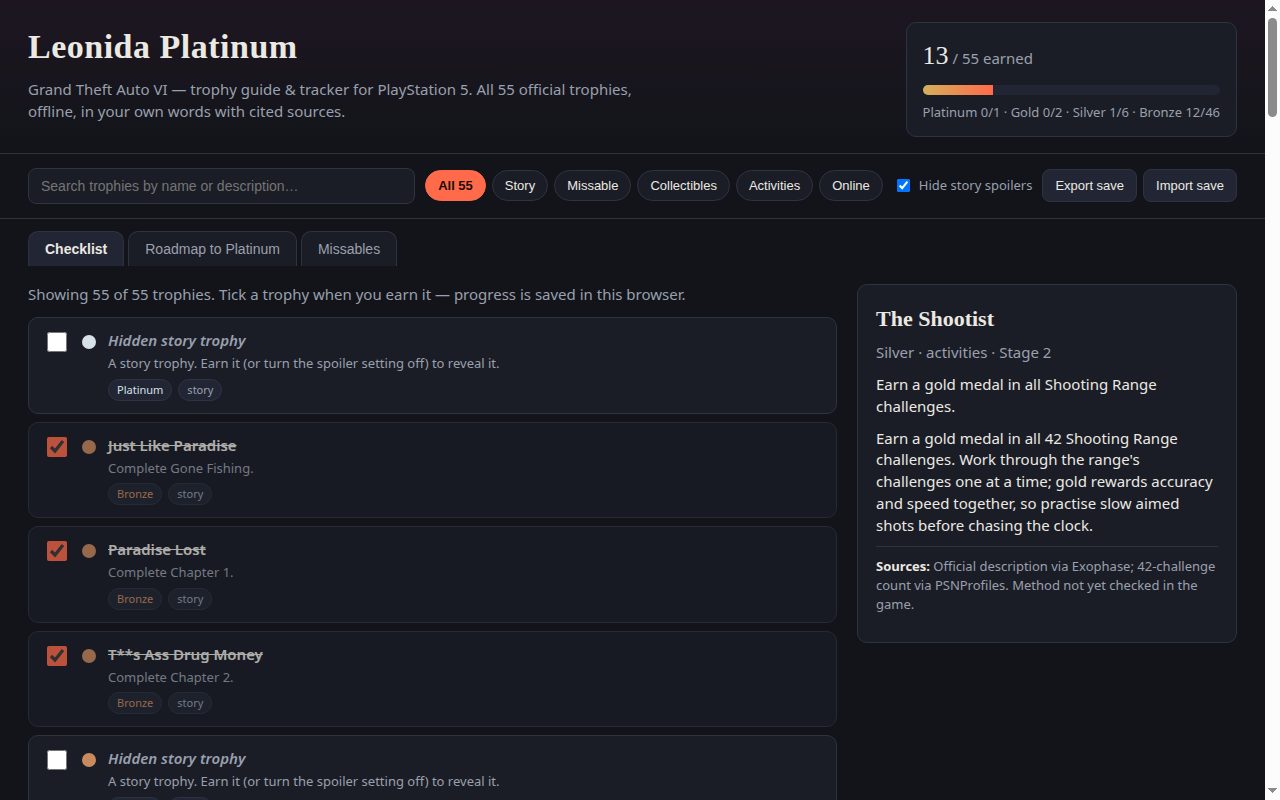 Leonida Platinum
Grand Theft Auto VI — trophy guide & tracker for PlayStation 5. All 55 official trophies,
offline, in your own words with cited sources.
13 / 55 earned
Platinum 0/1 · Gold 0/2 · Silver 1/6 · Bronze 12/46
Search trophies by name or description…
All 55
Story
Missable
Collectibles
Activities
Online
Hide story spoilers
Export save
Import save
Checklist
Roadmap to Platinum
Missables
Showing 55 of 55 trophies. Tick a trophy when you earn it — progress is saved in this browser.
Hidden story trophy
A story trophy. Earn it (or turn the spoiler setting off) to reveal it.
Platinum
story
Just Like Paradise
Complete Gone Fishing.
Bronze
story
Paradise Lost
Complete Chapter 1.
Bronze
story
T**s Ass Drug Money
Complete Chapter 2.
Bronze
story
Hidden story trophy
A story trophy. Earn it (or turn the spoiler setting off) to reveal it.
The Shootist
Silver · activities · Stage 2
Earn a gold medal in all Shooting Range
challenges.
Earn a gold medal in all 42 Shooting Range
challenges. Work through the range's
challenges one at a time; gold rewards accuracy
and speed together, so practise slow aimed
shots before chasing the clock.
Sources: Official description via Exophase; 42-challenge
count via PSNProfiles. Method not yet checked in the
game.